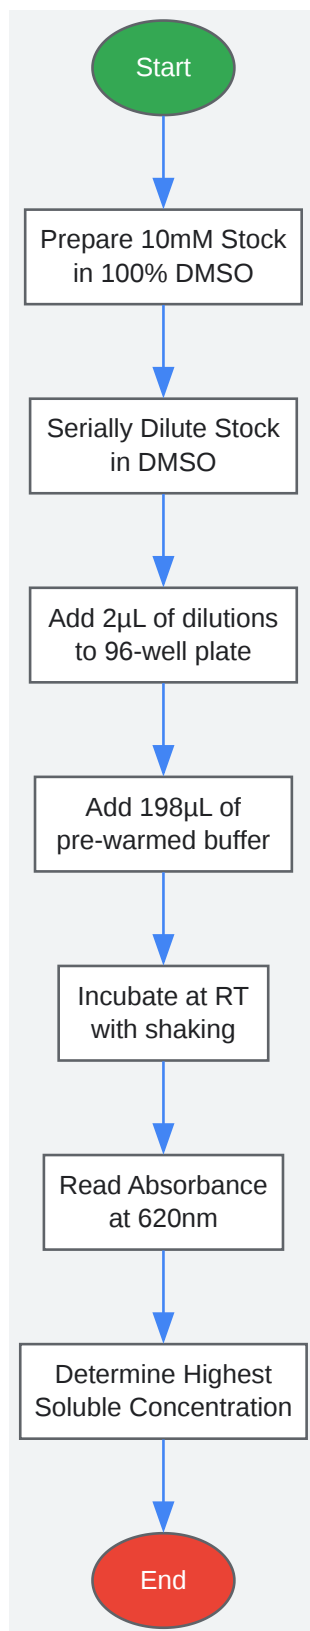 Start
Prepare 10mM Stock
in 100% DMSO
Serially Dilute Stock
in DMSO
Add 2µL of dilutions
to 96-well plate
Add 198µL of
pre-warmed buffer
Incubate at RT
with shaking
Read Absorbance
at 620nm
Determine Highest
Soluble Concentration
End